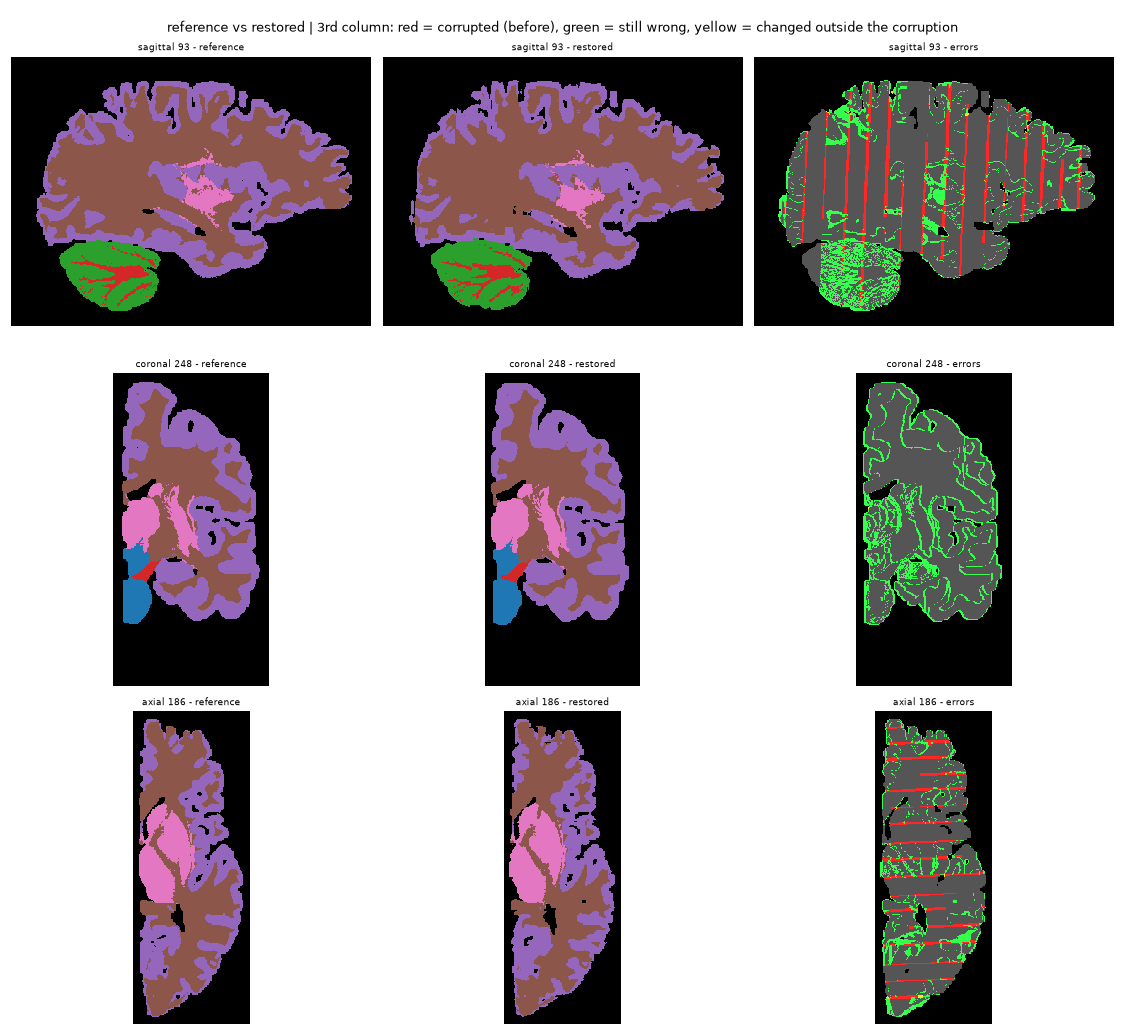 reference vs restored | 3rd column: red = corrupted (before), green = still wrong, yellow = changed outside the corruption
sagittal 93 - reference
sagittal 93 - restored
sagittal 93 - errors
coronal 248 - reference
coronal 248 - restored
coronal 248 - errors
axial 186 - reference
axial 186 - restored
axial 186 - errors